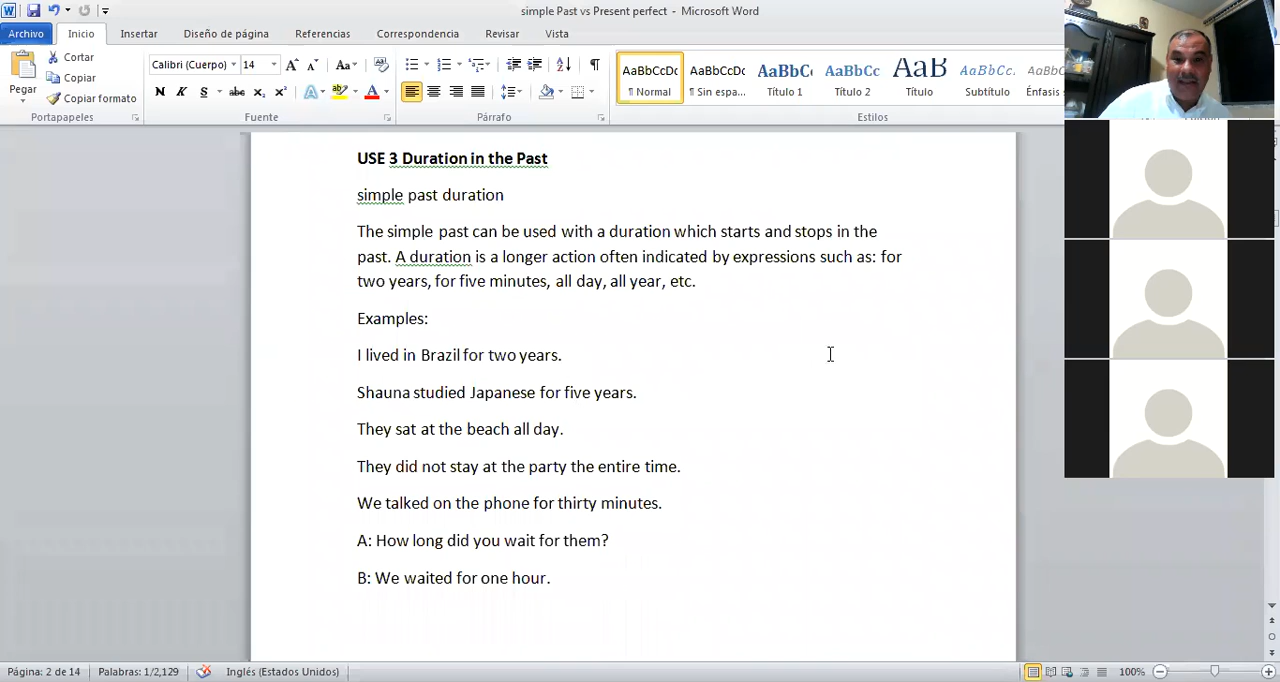 simple Past vs Present perfect - Microsoft Word
Archivo Inicio Insertar Diseño de página Referencias Correspondencia Revisar Vista
Pegar
Cortar
Copiar
Copiar formato
Portapapeles
Calibri (Cuerpo) 14
N K S abc x₂ x²
Fuente
Párrafo
AaBbCcDc AaBbCcDc AaBbC AaBbCc AaB AaBbCc. AaBbCc
¶ Normal ¶ Sin espa... Título 1 Título 2 Título Subtítulo Énfasis
Estilos
USE 3 Duration in the Past
simple past duration
The simple past can be used with a duration which starts and stops in the
past. A duration is a longer action often indicated by expressions such as: for
two years, for five minutes, all day, all year, etc.
Examples:
I lived in Brazil for two years.
Shauna studied Japanese for five years.
They sat at the beach all day.
They did not stay at the party the entire time.
We talked on the phone for thirty minutes.
A: How long did you wait for them?
B: We waited for one hour.
Página: 2 de 14 Palabras: 1/2,129 Inglés (Estados Unidos) 100%